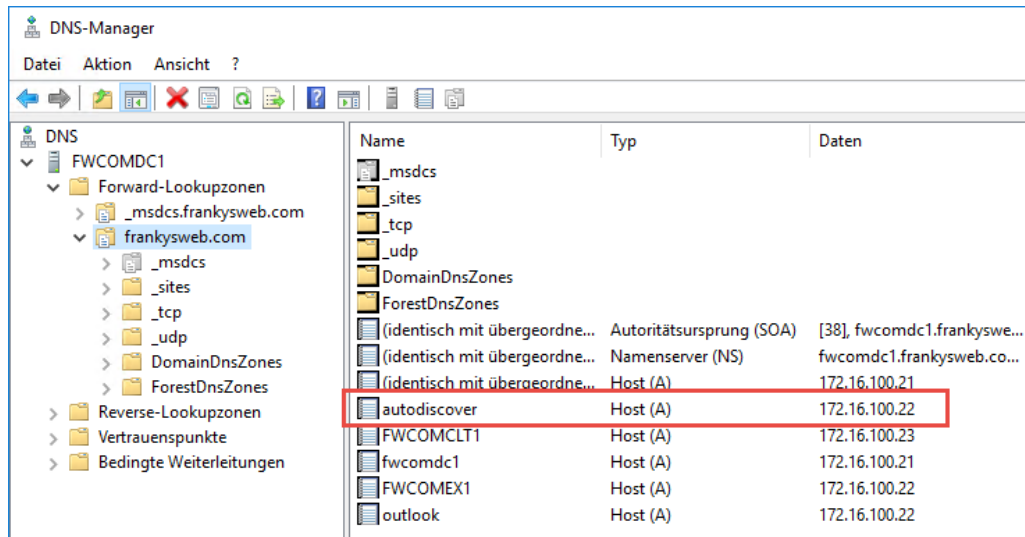 DNS-Manager
Datei Aktion Ansicht ?
DNS
FWCOMDC1
Forward-Lookupzonen
_msdcs.frankysweb.com
frankysweb.com
_msdcs
_sites
_tcp
_udp
DomainDnsZones
ForestDnsZones
Reverse-Lookupzonen
Vertrauenspunkte
Bedingte Weiterleitungen
Name Typ Daten
_msdcs
_sites
_tcp
_udp
DomainDnsZones
ForestDnsZones
(identisch mit übergeordne... Autoritätsursprung (SOA) [38], fwcomdc1.frankyswe...
(identisch mit übergeordne... Namenserver (NS) fwcomdc1.frankysweb.co...
(identisch mit übergeordne... Host (A) 172.16.100.21
autodiscover Host (A) 172.16.100.22
FWCOMCLT1 Host (A) 172.16.100.23
fwcomdc1 Host (A) 172.16.100.21
FWCOMEX1 Host (A) 172.16.100.22
outlook Host (A) 172.16.100.22